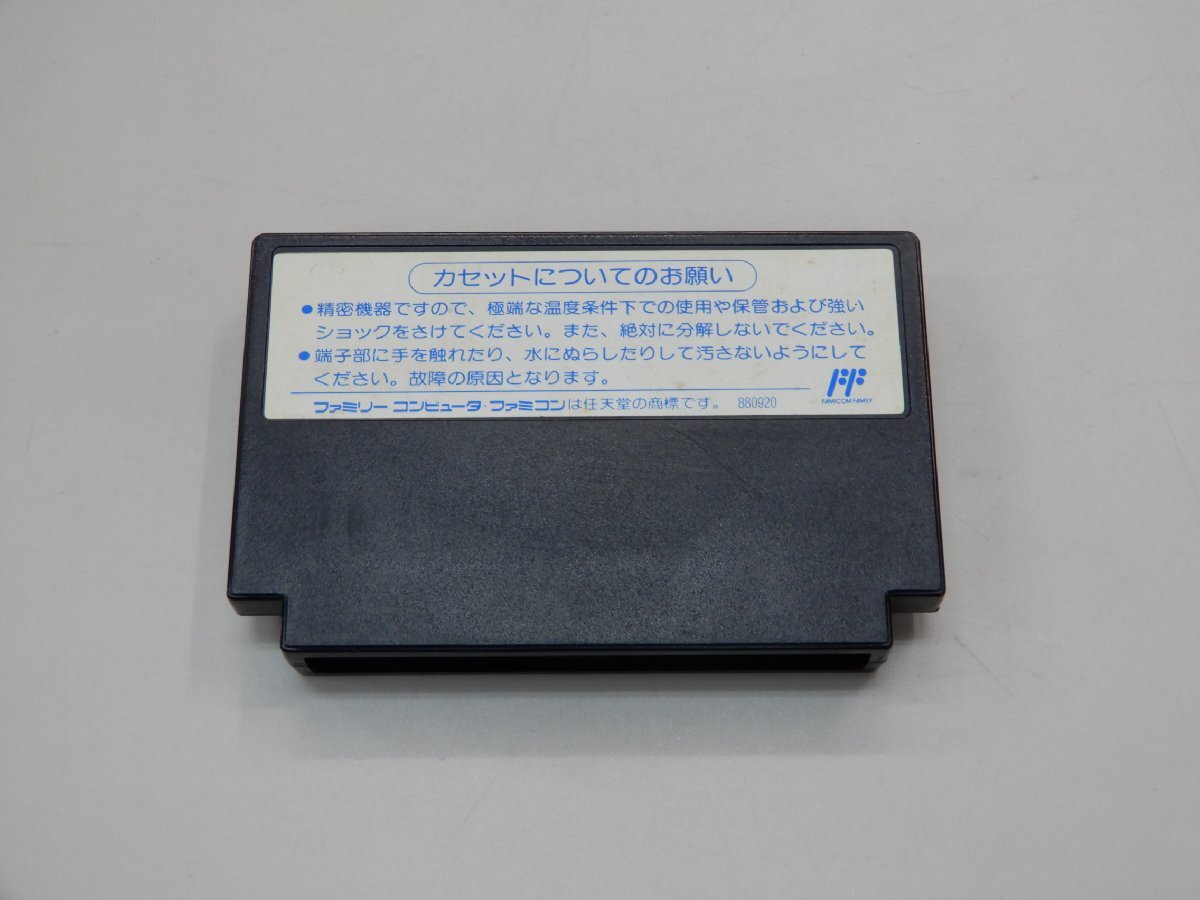 カセットについてのお願い
●精密機器ですので、極端な温度条件下での使用や保管および強い
ショックをさけてください。また、絶対に分解しないでください。
●端子部に手を触れたり、水にぬらしたりして汚さないようにして
ください。故障の原因となります。
FAMICOM FAMILY
ファミリー コンピュータ・ファミコンは任天堂の商標です。 880920